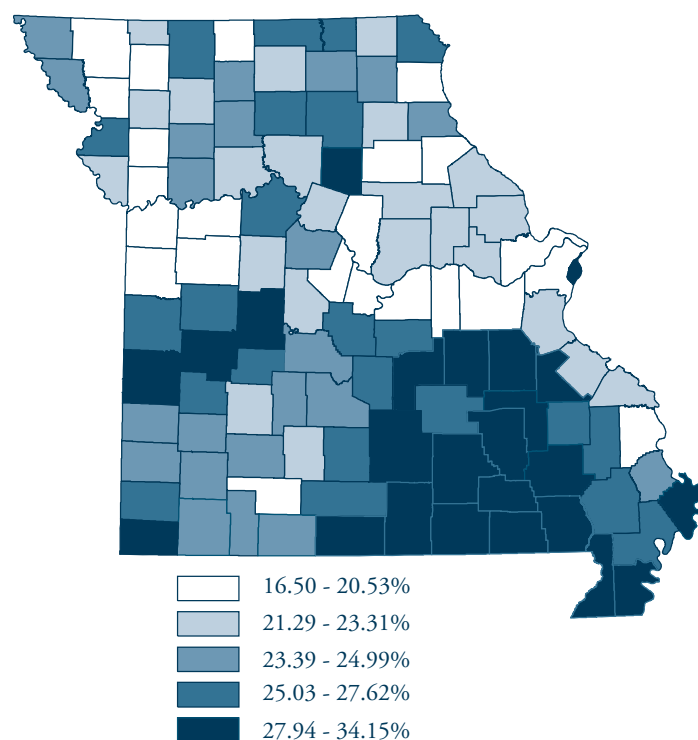 16.50 - 20.53%
21.29 - 23.31%
23.39 - 24.99%
25.03 - 27.62%
27.94 - 34.15%